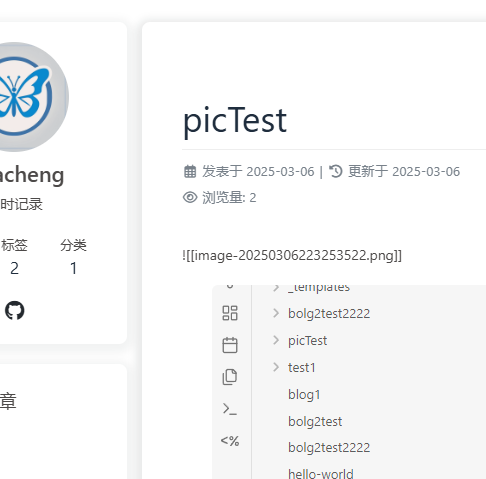 acheng
时记录
标签
分类
2
1
章
picTest
发表于 2025-03-06 | 更新于 2025-03-06
浏览量: 2
![[image-20250306223253522.png]]
_templates
bolg2test2222
picTest
test1
blog1
bolg2test
bolg2test2222
hello-world